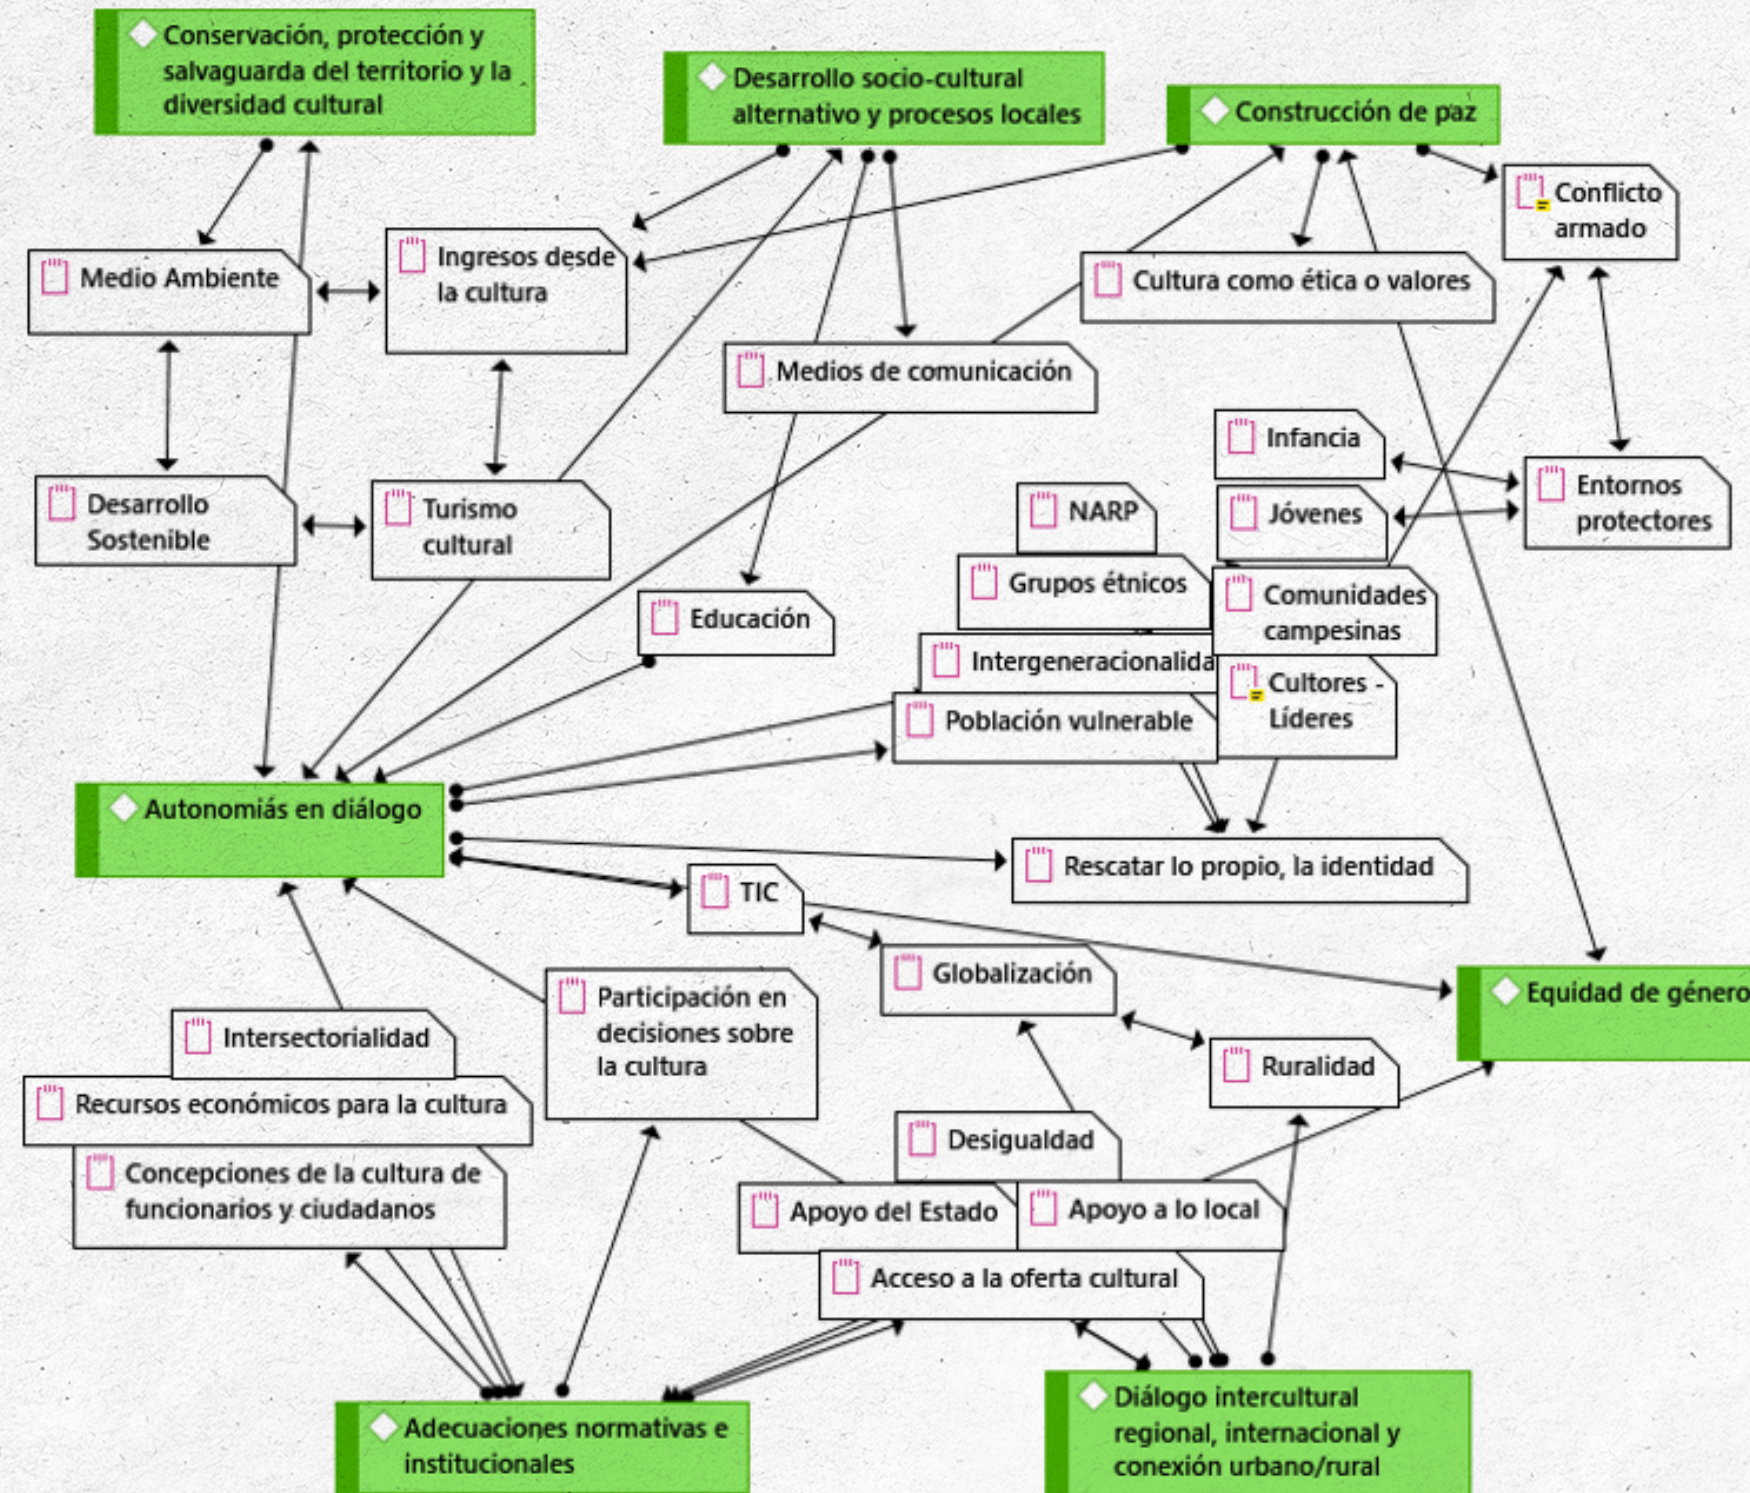 Conservación, protección y
salvaguarda del territorio y la
diversidad cultural
Desarrollo socio-cultural
alternativo y procesos locales
Construcción de paz
Conflicto
armado
Medio Ambiente
Ingresos desde
la cultura
Cultura como ética o valores
Medios de comunicación
Infancia
Desarrollo
Sostenible
Turismo
cultural
NARP
Jóvenes
Entornos
protectores
Grupos étnicos
Comunidades
campesinas
Educación
Intergeneracionalida
Cultores -
Líderes
Población vulnerable
Autonomiás en diálogo
Rescatar lo propio, la identidad
TIC
Globalización
Equidad de género
Participación en
decisiones sobre
la cultura
Intersectorialidad
Ruralidad
Recursos económicos para la cultura
Desigualdad
Concepciones de la cultura de
funcionarios y ciudadanos
Apoyo del Estado
Apoyo a lo local
Acceso a la oferta cultural
Adecuaciones normativas e
institucionales
Diálogo intercultural
regional, internacional y
conexión urbano/rural